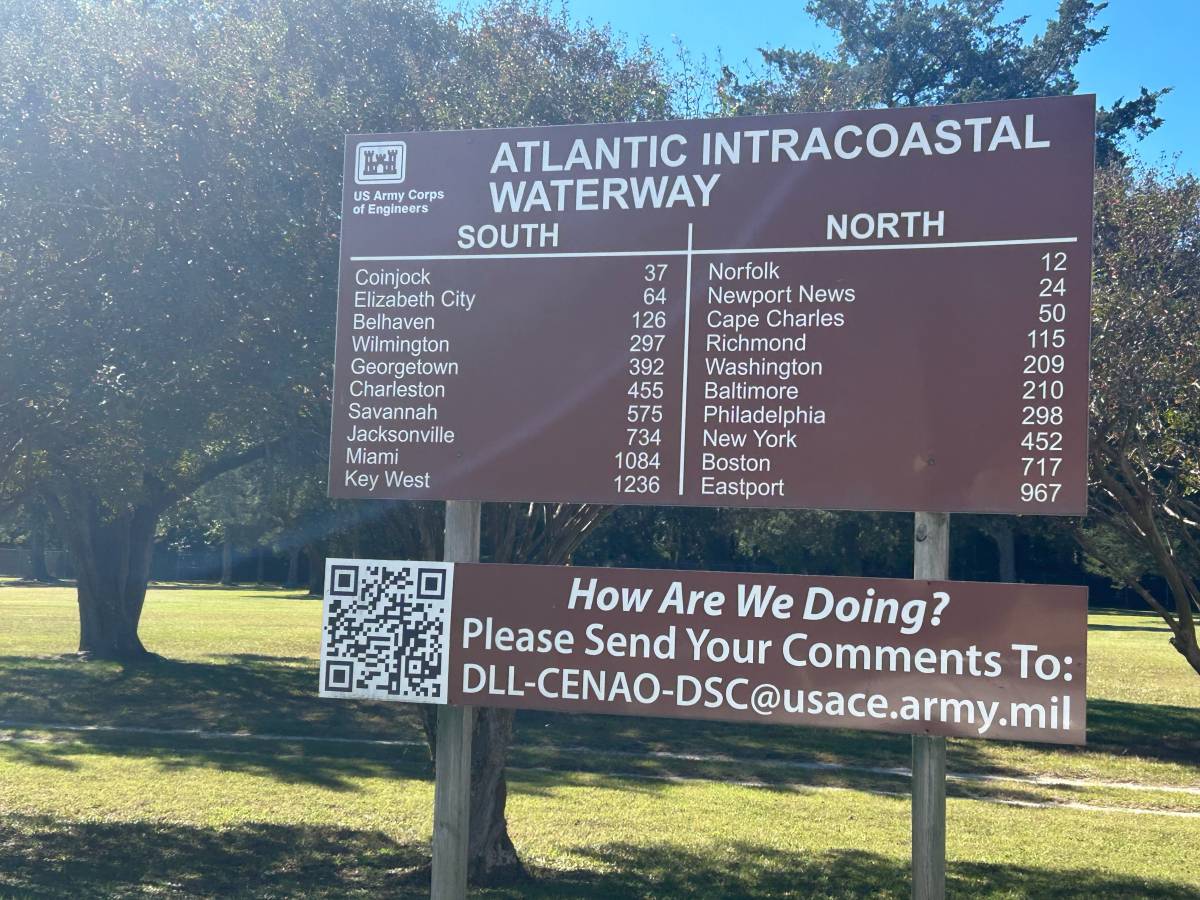 US Army Corps
of Engineers
ATLANTIC INTRACOASTAL
WATERWAY
SOUTH
Coinjock 37
Elizabeth City 64
Belhaven 126
Wilmington 297
Georgetown 392
Charleston 455
Savannah 575
Jacksonville 734
Miami 1084
Key West 1236
NORTH
Norfolk 12
Newport News 24
Cape Charles 50
Richmond 115
Washington 209
Baltimore 210
Philadelphia 298
New York 452
Boston 717
Eastport 967
How Are We Doing?
Please Send Your Comments To:
DLL-CENAO-DSC@usace.army.mil